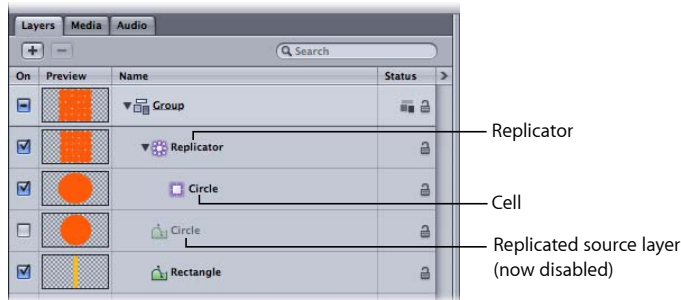 Layers Media Audio
Search
On Preview Name Status
Group
Replicator
Replicator
Circle
Cell
Circle
Replicated source layer
(now disabled)
Rectangle